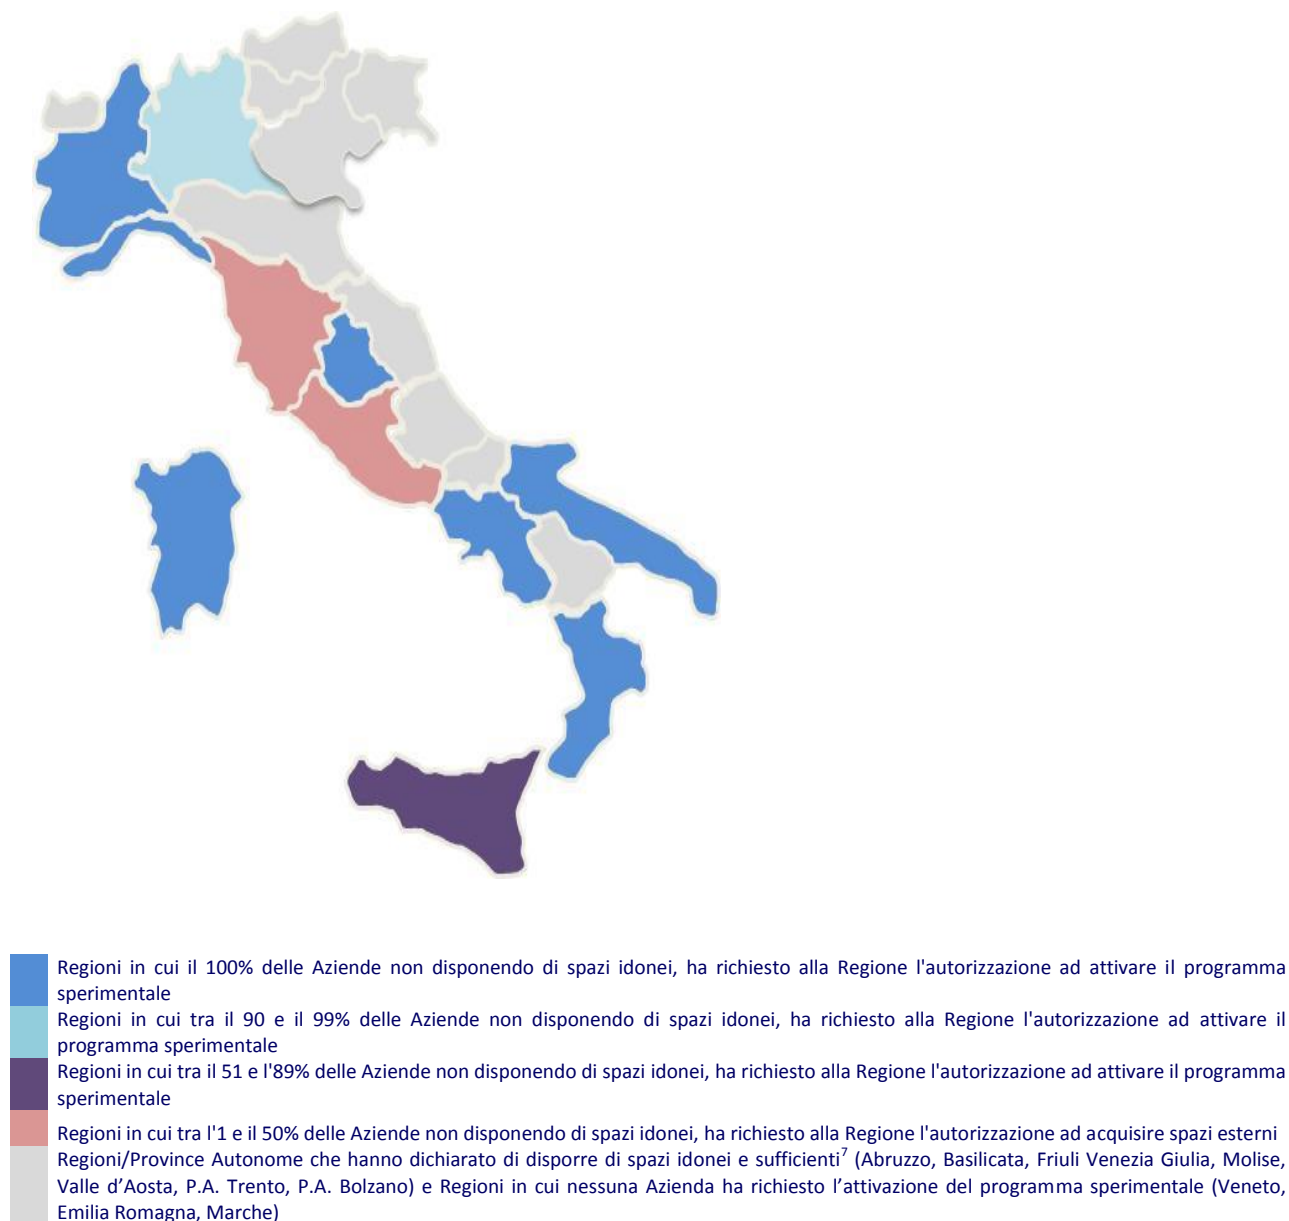 Regioni in cui il 100% delle Aziende non disponendo di spazi idonei, ha richiesto alla Regione l'autorizzazione ad attivare il programma
sperimentale
Regioni in cui tra il 90 e il 99% delle Aziende non disponendo di spazi idonei, ha richiesto alla Regione l'autorizzazione ad attivare il
programma sperimentale
Regioni in cui tra il 51 e l'89% delle Aziende non disponendo di spazi idonei, ha richiesto alla Regione l'autorizzazione ad attivare il programma
sperimentale
Regioni in cui tra l'1 e il 50% delle Aziende non disponendo di spazi idonei, ha richiesto alla Regione l'autorizzazione ad acquisire spazi esterni
Regioni/Province Autonome che hanno dichiarato di disporre di spazi idonei e sufficienti⁷ (Abruzzo, Basilicata, Friuli Venezia Giulia, Molise,
Valle d’Aosta, P.A. Trento, P.A. Bolzano) e Regioni in cui nessuna Azienda ha richiesto l’attivazione del programma sperimentale (Veneto,
Emilia Romagna, Marche)